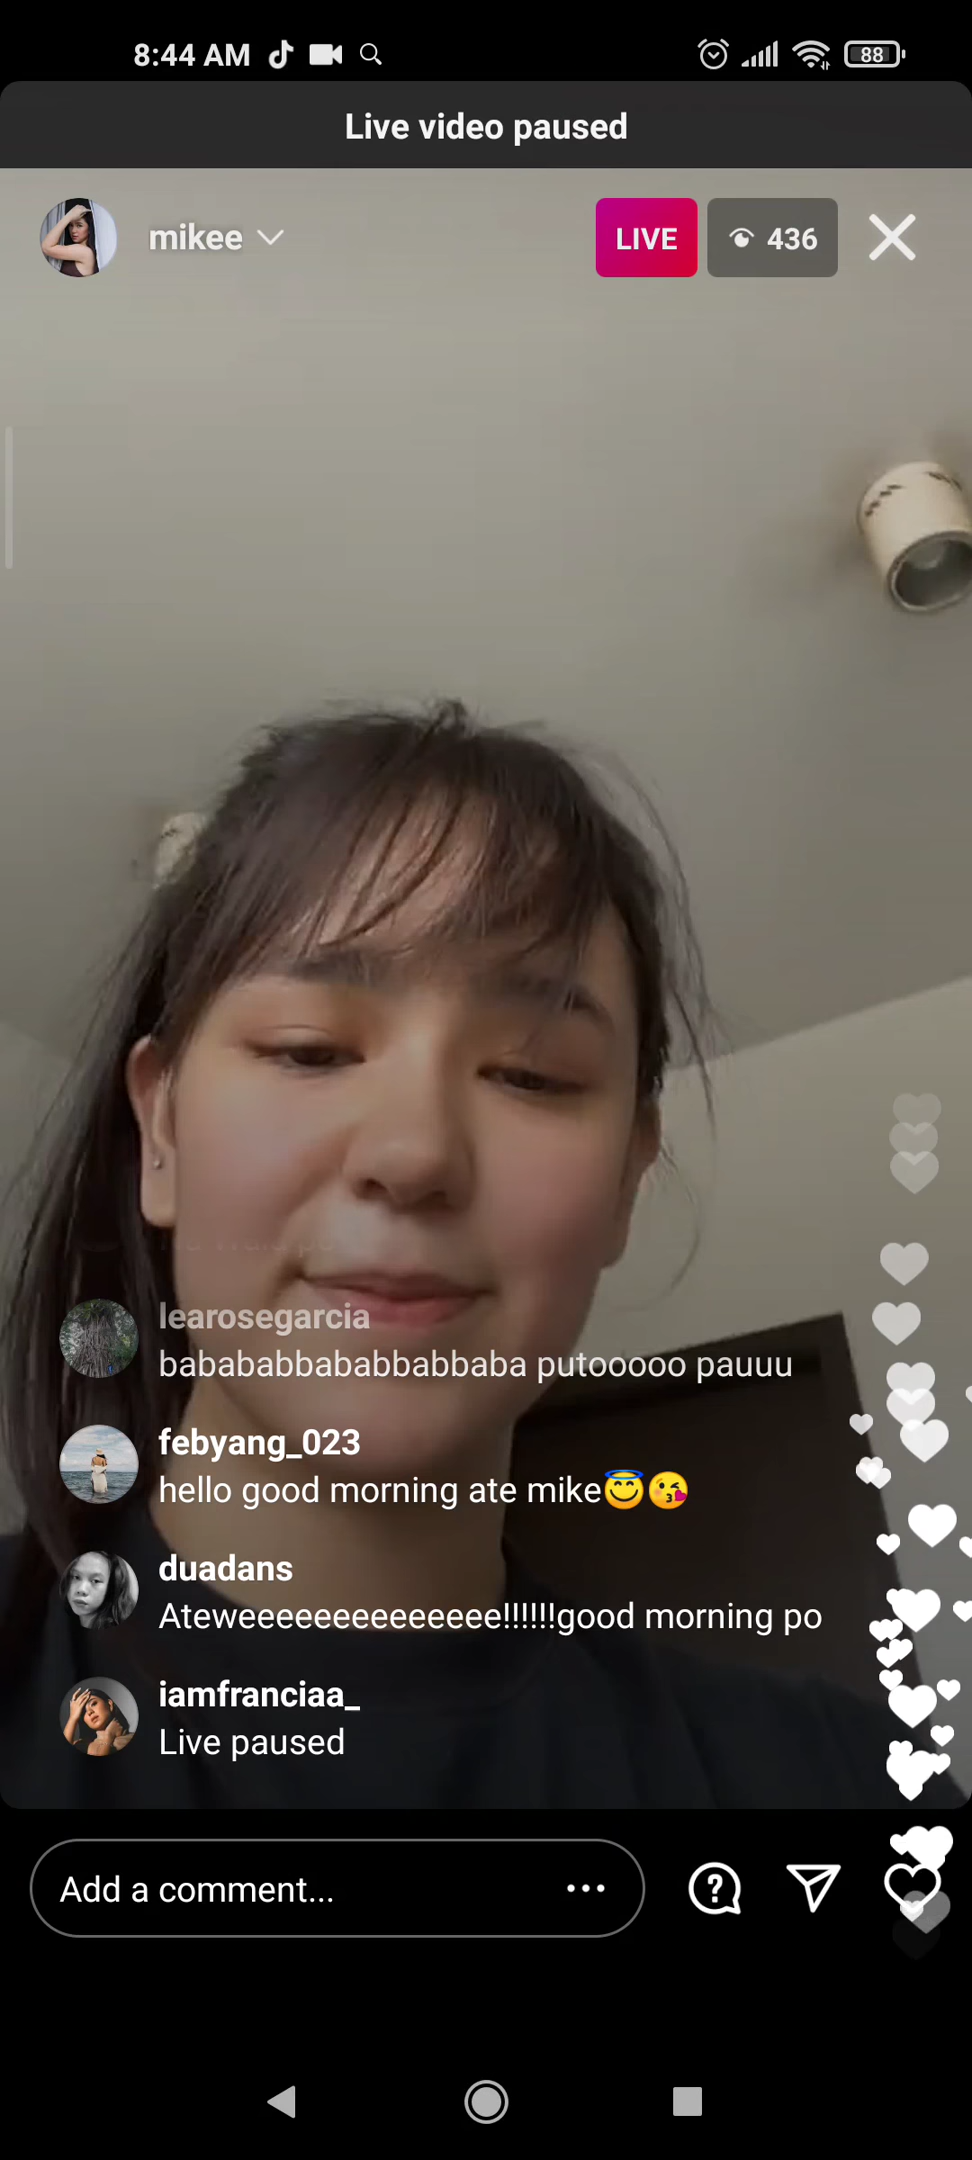 8:44 AM
88
Live video paused
mikee
LIVE
436
learosegarcia
babababbababbabbaba putooooo pauuu
febyang_023
hello good morning ate mike😇😘
duadans
Ateweeeeeeeeeeeeee!!!!!!good morning po
iamfranciaa_
Live paused
Add a comment...